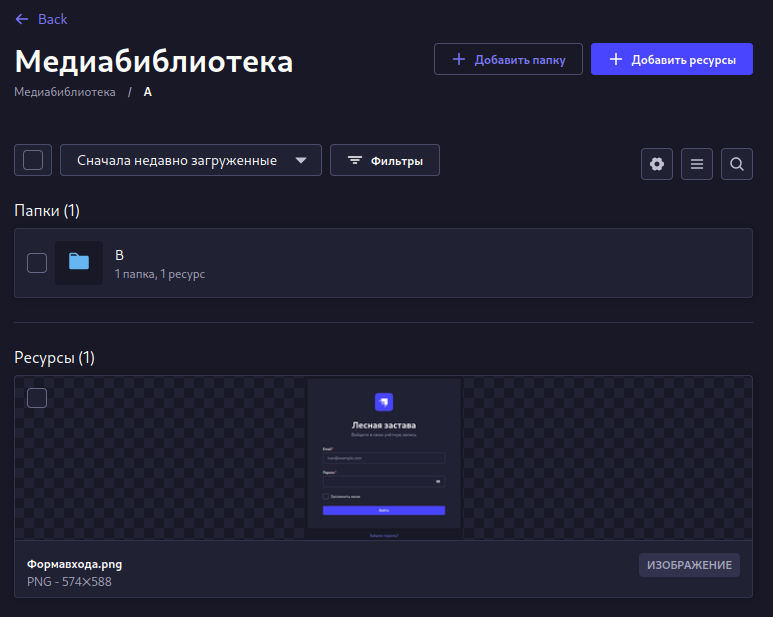 Back
Медиабиблиотека
Добавить папку
Добавить ресурсы
Медиабиблиотека / A
Сначала недавно загруженные
Фильтры
Папки (1)
B
1 папка, 1 ресурс
Ресурсы (1)
Лесная застава
Войдите в свою учётную запись
Email*
Пароль*
Запомнить меня
Войти
Забыли пароль?
Формавхода.png
PNG - 574✕588
ИЗОБРАЖЕНИЕ